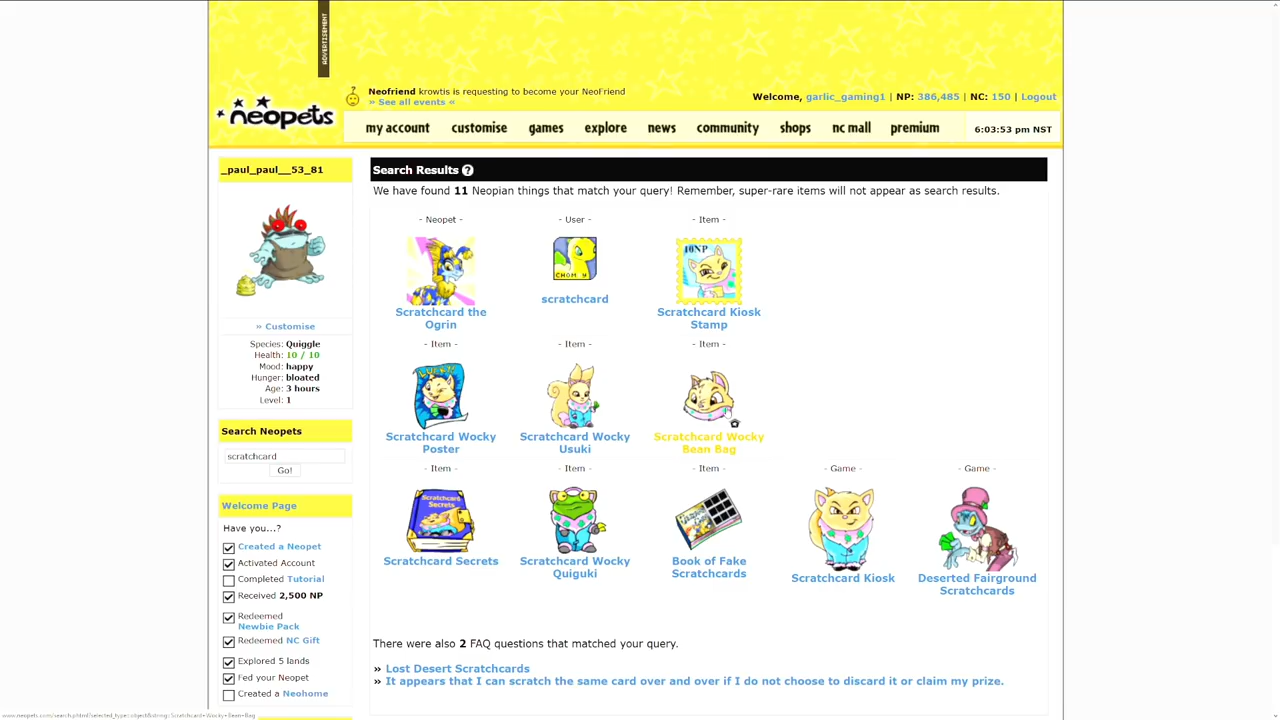 ADVERTISEMENT
Neofriend krowtis is requesting to become your NeoFriend
» See all events «
Welcome, garlic_gaming1 | NP: 386,485 | NC: 150 | Logout
neopets
my account customise games explore news community shops nc mall premium
6:03:53 pm NST
_paul_paul__53_81
» Customise
Species: Quiggle
Health: 10 / 10
Mood: happy
Hunger: bloated
Age: 3 hours
Level: 1
Search Neopets
scratchcard
Go!
Welcome Page
Have you...?
Created a Neopet
Activated Account
Completed Tutorial
Received 2,500 NP
Redeemed
Newbie Pack
Redeemed NC Gift
Explored 5 lands
Fed your Neopet
Created a Neohome
Search Results ?
We have found 11 Neopian things that match your query! Remember, super-rare items will not appear as search results.
- Neopet - - User - - Item -
10NP
CHOMY
Scratchcard the
Ogrin
scratchcard
Scratchcard Kiosk
Stamp
- Item - - Item - - Item -
LUCKY
Scratchcard Wocky
Poster
Scratchcard Wocky
Usuki
Scratchcard Wocky
Bean Bag
- Item - - Item - - Item - - Game - - Game -
Scratchcard
Secrets
Scratchcard Secrets
Scratchcard Wocky
Quiguki
Book of Fake
Scratchcards
Scratchcard Kiosk
Deserted Fairground
Scratchcards
There were also 2 FAQ questions that matched your query.
» Lost Desert Scratchcards
» It appears that I can scratch the same card over and over if I do not choose to discard it or claim my prize.